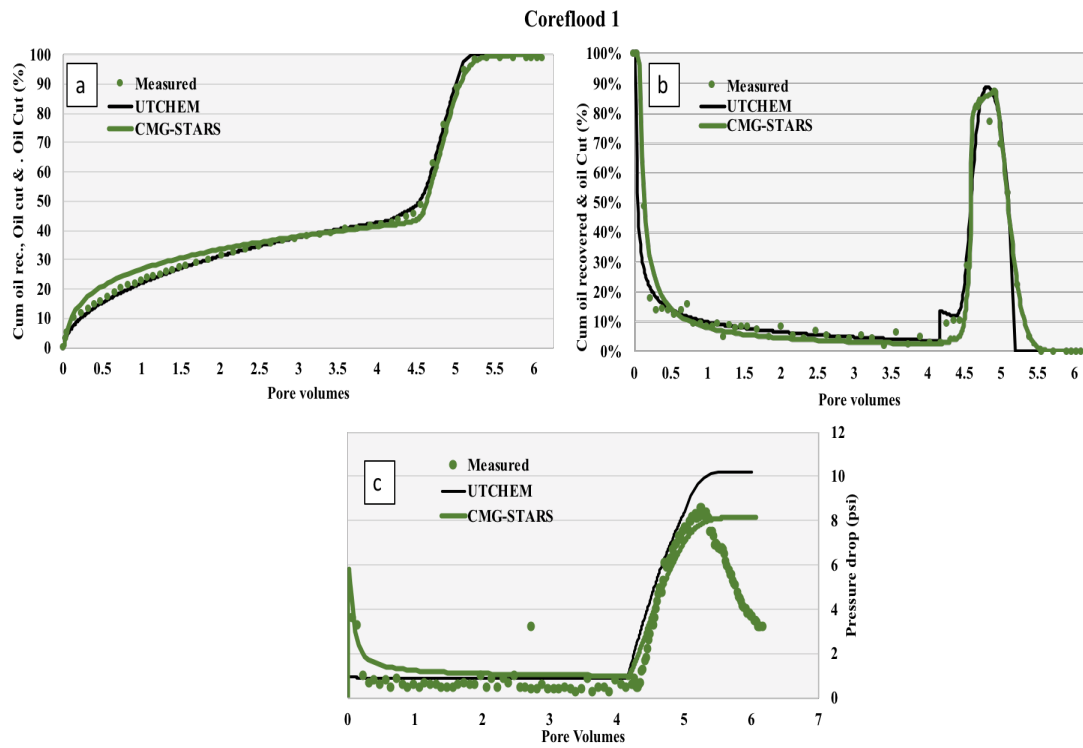 Coreflood 1
a
Measured
UTCHEM
CMG-STARS
Cum oil rec., Oil cut & . Oil Cut (%)
100
90
80
70
60
50
40
30
20
10
0
0 0.5 1 1.5 2 2.5 3 3.5 4 4.5 5 5.5 6
Pore volumes
b
Measured
UTCHEM
CMG-STARS
Cum oil recovered & oil Cut (%)
100%
90%
80%
70%
60%
50%
40%
30%
20%
10%
0%
0 0.5 1 1.5 2 2.5 3 3.5 4 4.5 5 5.5 6
Pore volumes
c
Measured
UTCHEM
CMG-STARS
12
10
8
6
4
2
0
Pressure drop (psi)
0 1 2 3 4 5 6 7
Pore Volumes